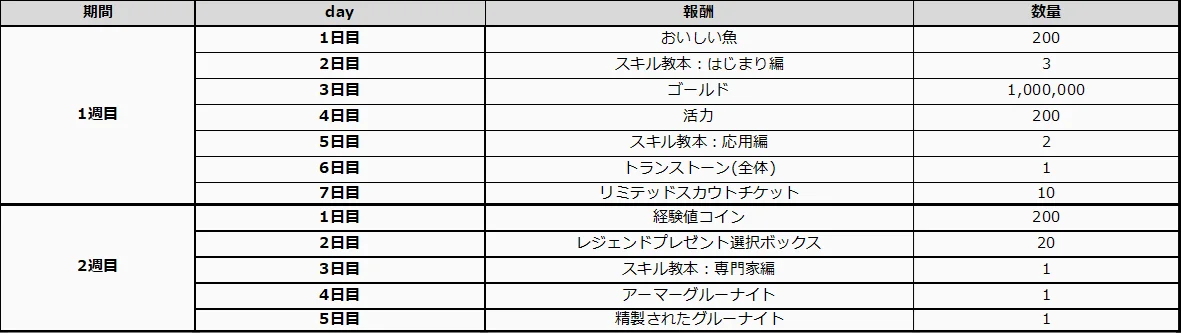 期間 day 報酬 数量
1週目 1日目 おいしい魚 200
2日目 スキル教本：はじまり編 3
3日目 ゴールド 1,000,000
4日目 活力 200
5日目 スキル教本：応用編 2
6日目 トランストーン(全体) 1
7日目 リミテッドスカウトチケット 10
2週目 1日目 経験値コイン 200
2日目 レジェンドプレゼント選択ボックス 20
3日目 スキル教本：専門家編 1
4日目 アーマーグルーナイト 1
5日目 精製されたグルーナイト 1